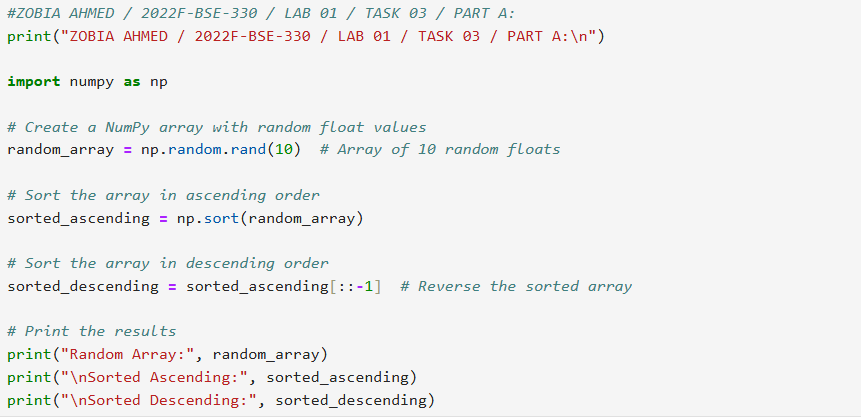 #ZOBIA AHMED / 2022F-BSE-330 / LAB 01 / TASK 03 / PART A:
print("ZOBIA AHMED / 2022F-BSE-330 / LAB 01 / TASK 03 / PART A:\n")
import numpy as np
# Create a NumPy array with random float values
random_array = np.random.rand(10)  # Array of 10 random floats
# Sort the array in ascending order
sorted_ascending = np.sort(random_array)
# Sort the array in descending order
sorted_descending = sorted_ascending[::-1]  # Reverse the sorted array
# Print the results
print("Random Array:", random_array)
print("\nSorted Ascending:", sorted_ascending)
print("\nSorted Descending:", sorted_descending)